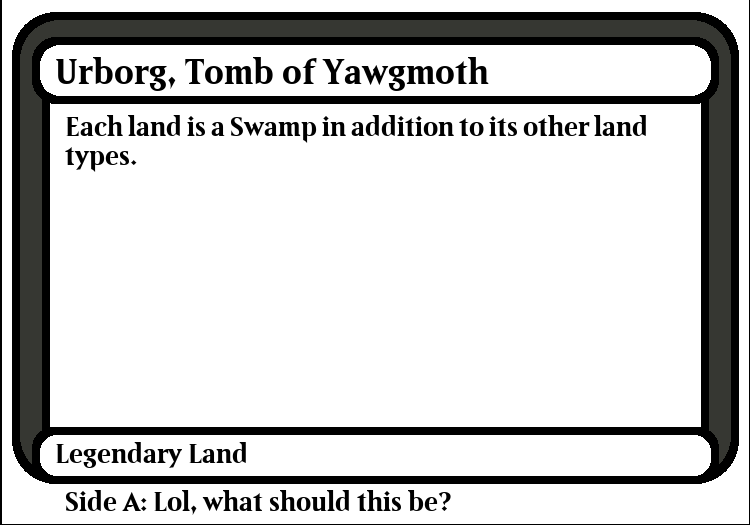 Urborg, Tomb of Yawgmoth
Each land is a Swamp in addition to its other land
types.
Legendary Land
Side A: Lol, what should this be?